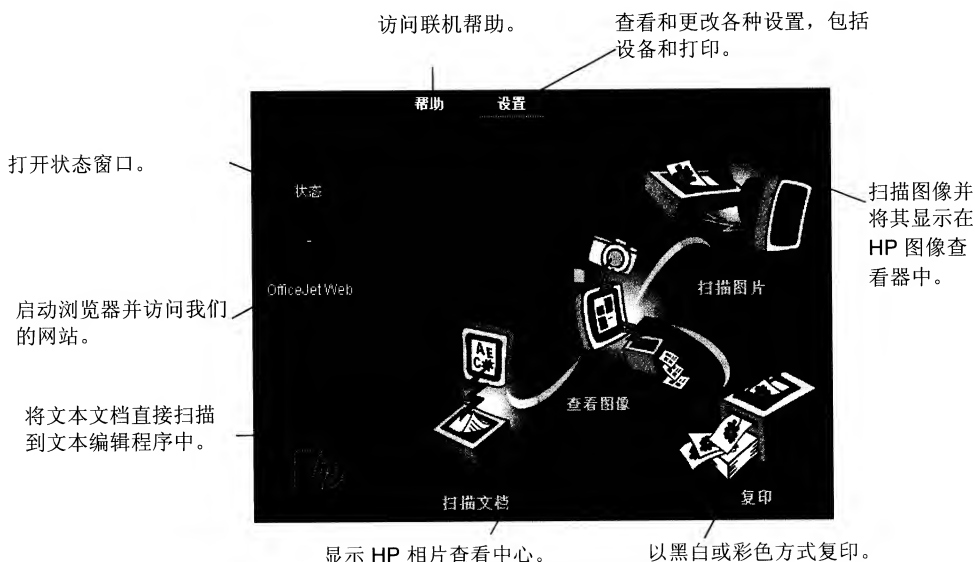 访问联机帮助。
查看和更改各种设置，包括
设备和打印。
帮助
设置
打开状态窗口。
状态
扫描图像并
将其显示在
HP 图像查
看器中。
扫描图片
OfficeJet Web
启动浏览器并访问我们
的网站。
查看图像
将文本文档直接扫描
到文本编辑程序中。
扫描文档
复印
显示 HP 相片查看中心。
以黑白或彩色方式复印。